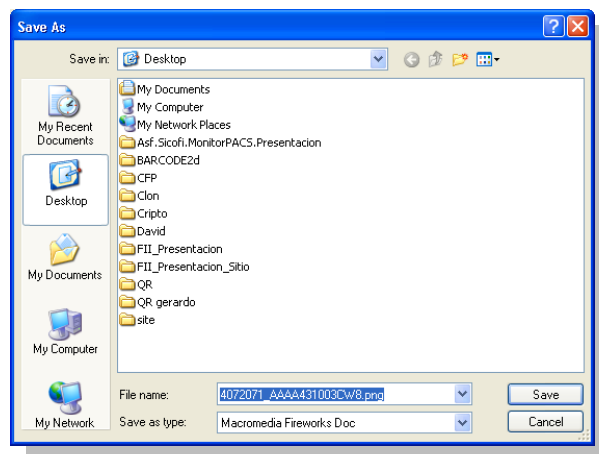 Save As
Save in:
Desktop
My Documents
My Computer
My Network Places
Asf.Sicofi.MonitorPACS.Presentacion
BARCODE2d
CFP
Clon
Cripto
David
FII_Presentacion
FII_Presentacion_Sitio
QR
QR gerardo
site
My Recent
Documents
Desktop
My Documents
My Computer
My Network
File name:
4072071_AAAA431003CW8.png
Save
Save as type:
Macromedia Fireworks Doc
Cancel